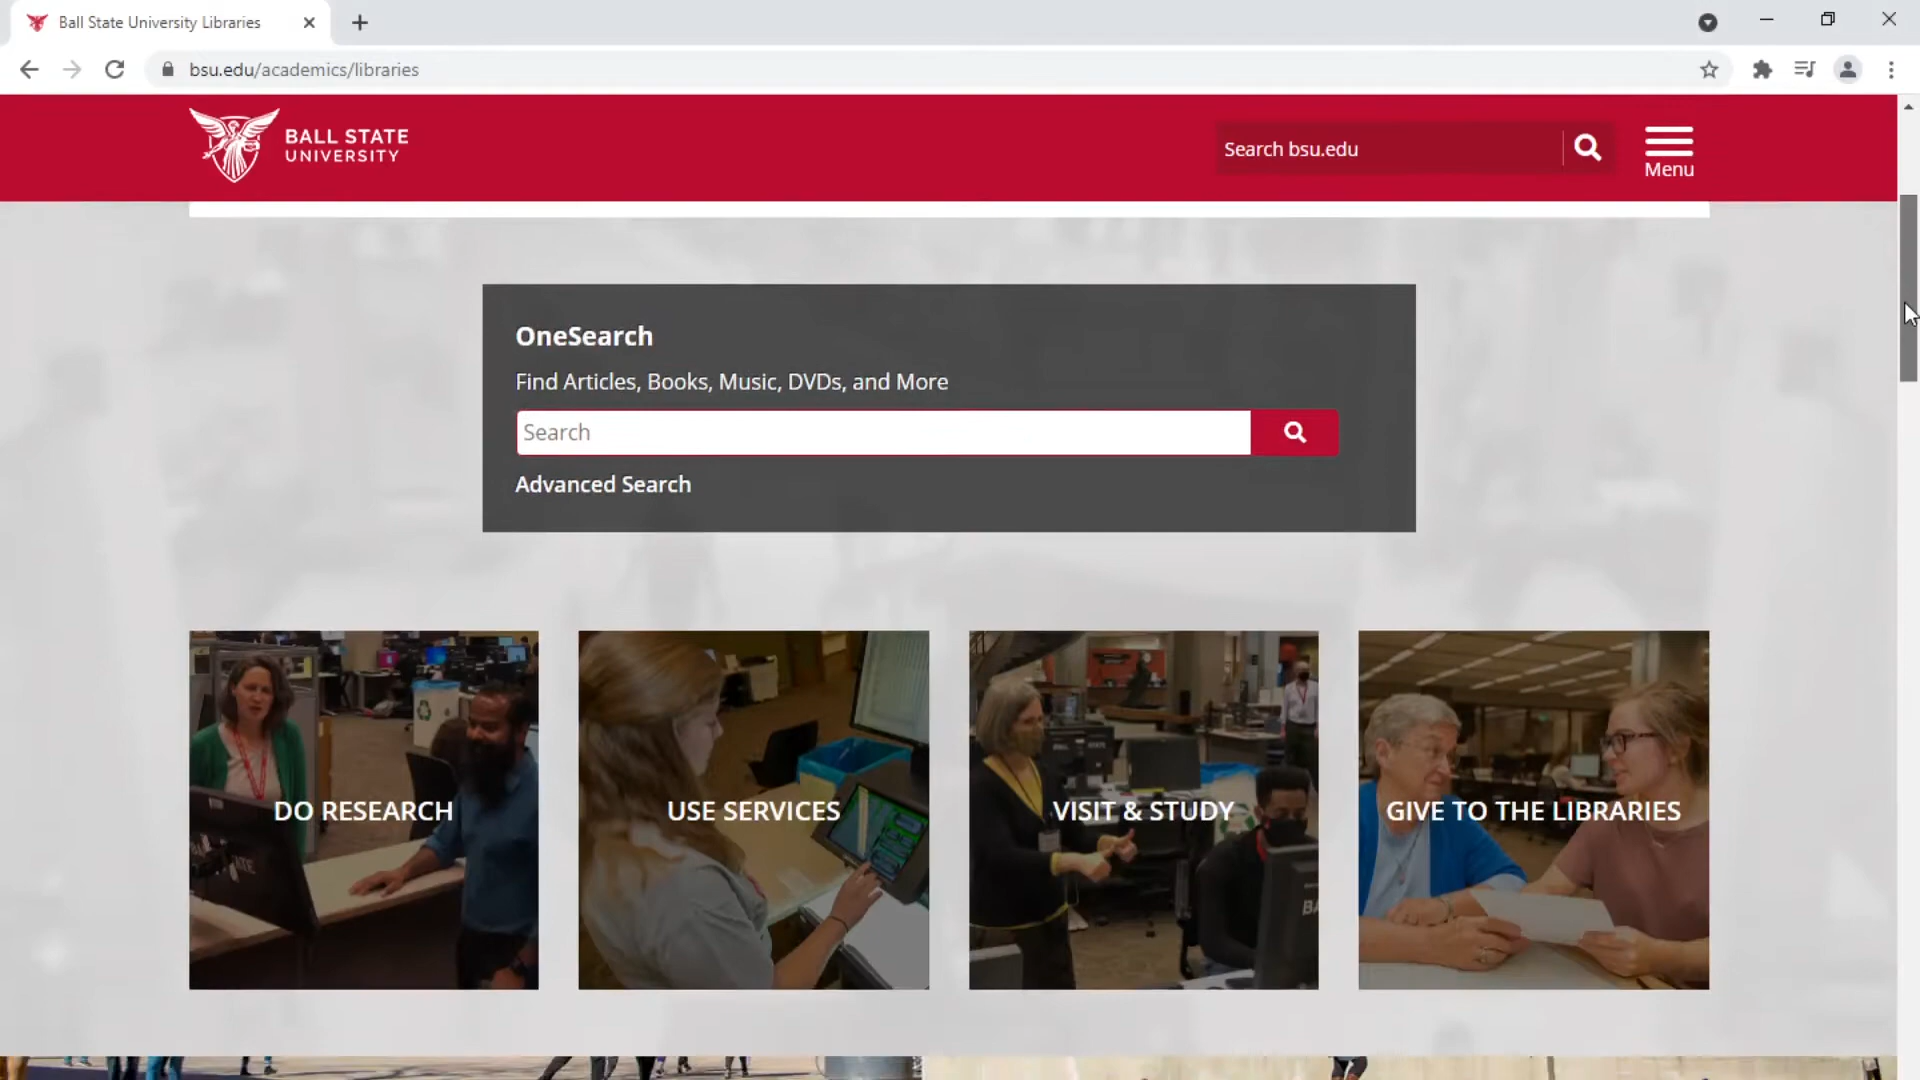 Ball State University Libraries
bsu.edu/academics/libraries
BALL STATE
UNIVERSITY
Search bsu.edu
Menu
OneSearch
Find Articles, Books, Music, DVDs, and More
Search
Advanced Search
DO RESEARCH
USE SERVICES
VISIT & STUDY
GIVE TO THE LIBRARIES